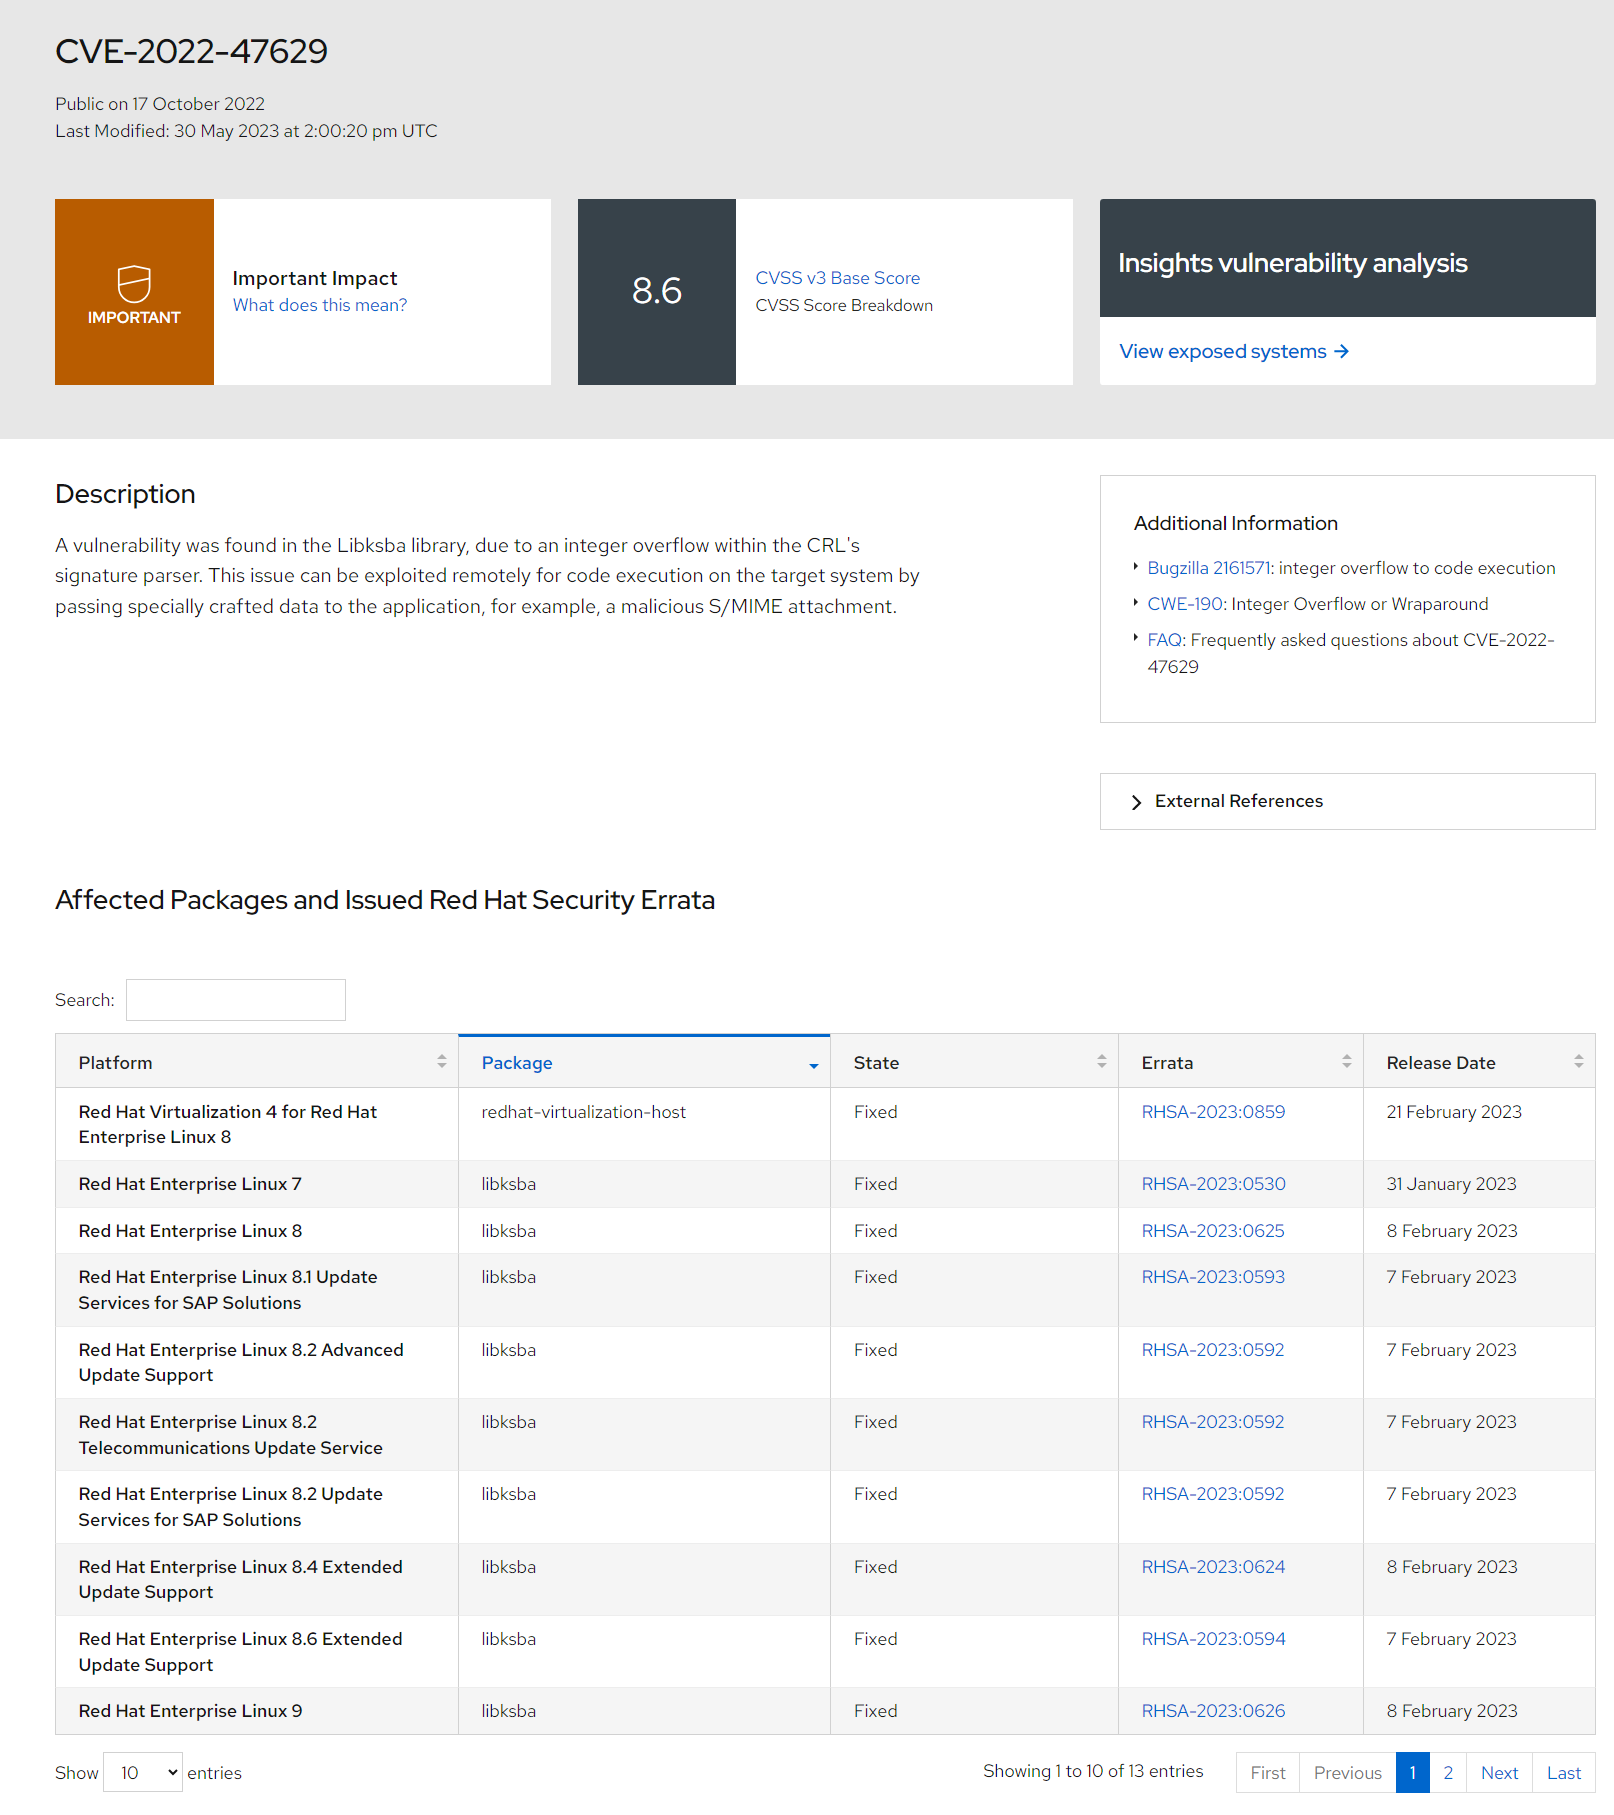 CVE-2022-47629
Public on 17 October 2022
Last Modified: 30 May 2023 at 2:00:20 pm UTC
IMPORTANT
Important Impact
What does this mean?
8.6
CVSS v3 Base Score
CVSS Score Breakdown
Insights vulnerability analysis
View exposed systems →
Description
A vulnerability was found in the Libksba library, due to an integer overflow within the CRL's
signature parser. This issue can be exploited remotely for code execution on the target system by
passing specially crafted data to the application, for example, a malicious S/MIME attachment.
Additional Information
Bugzilla 2161571: integer overflow to code execution
CWE-190: Integer Overflow or Wraparound
FAQ: Frequently asked questions about CVE-2022-
47629
External References
Affected Packages and Issued Red Hat Security Errata
Search:
Platform Package State Errata Release Date
Red Hat Virtualization 4 for Red Hat redhat-virtualization-host Fixed RHSA-2023:0859 21 February 2023
Enterprise Linux 8
Red Hat Enterprise Linux 7 libksba Fixed RHSA-2023:0530 31 January 2023
Red Hat Enterprise Linux 8 libksba Fixed RHSA-2023:0625 8 February 2023
Red Hat Enterprise Linux 8.1 Update libksba Fixed RHSA-2023:0593 7 February 2023
Services for SAP Solutions
Red Hat Enterprise Linux 8.2 Advanced libksba Fixed RHSA-2023:0592 7 February 2023
Update Support
Red Hat Enterprise Linux 8.2 libksba Fixed RHSA-2023:0592 7 February 2023
Telecommunications Update Service
Red Hat Enterprise Linux 8.2 Update libksba Fixed RHSA-2023:0592 7 February 2023
Services for SAP Solutions
Red Hat Enterprise Linux 8.4 Extended libksba Fixed RHSA-2023:0624 8 February 2023
Update Support
Red Hat Enterprise Linux 8.6 Extended libksba Fixed RHSA-2023:0594 7 February 2023
Update Support
Red Hat Enterprise Linux 9 libksba Fixed RHSA-2023:0626 8 February 2023
Show 10 entries Showing 1 to 10 of 13 entries First Previous 1 2 Next Last